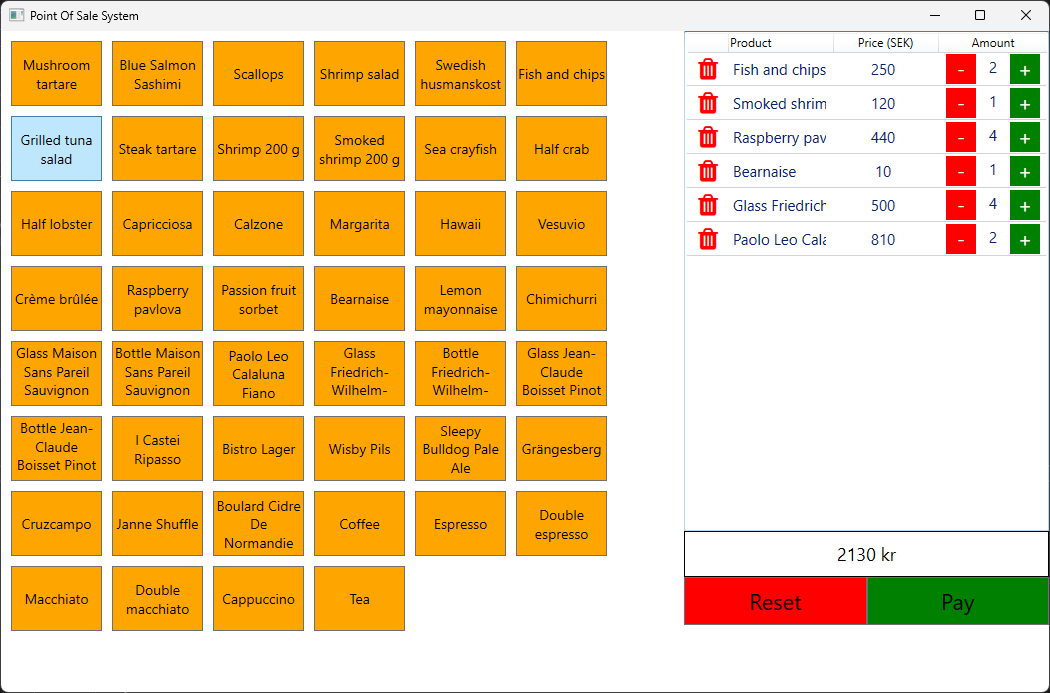 Point Of Sale System
Mushroom
tartare
Blue Salmon
Sashimi
Scallops
Shrimp salad
Swedish
husmanskost
Fish and chips
Grilled tuna
salad
Steak tartare
Shrimp 200 g
Smoked
shrimp 200 g
Sea crayfish
Half crab
Half lobster
Capricciosa
Calzone
Margarita
Hawaii
Vesuvio
Crème brûlée
Raspberry
pavlova
Passion fruit
sorbet
Bearnaise
Lemon
mayonnaise
Chimichurri
Glass Maison
Sans Pareil
Sauvignon
Bottle Maison
Sans Pareil
Sauvignon
Paolo Leo
Calaluna
Fiano
Glass
Friedrich-
Wilhelm-
Bottle
Friedrich-
Wilhelm-
Glass Jean-
Claude
Boisset Pinot
Bottle Jean-
Claude
Boisset Pinot
I Castei
Ripasso
Bistro Lager
Wisby Pils
Sleepy
Bulldog Pale
Ale
Grängesberg
Cruzcampo
Janne Shuffle
Boulard Cidre
De
Normandie
Coffee
Espresso
Double
espresso
Macchiato
Double
macchiato
Cappuccino
Tea
Product Price (SEK) Amount
Fish and chips 250 - 2 +
Smoked shrim 120 - 1 +
Raspberry pav 440 - 4 +
Bearnaise 10 - 1 +
Glass Friedrich 500 - 4 +
Paolo Leo Cala 810 - 2 +
2130 kr
Reset
Pay